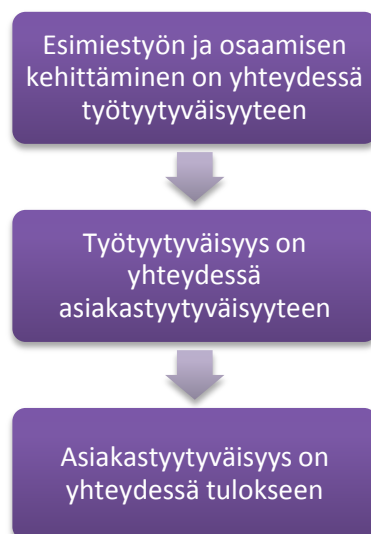 Esimiestyön ja osaamisen
kehittäminen on yhteydessä
työtyytyväisyyteen
Työtyytyväisyys on
yhteydessä
asiakastyytyväisyyteen
Asiakastyytyväisyys on
yhteydessä tulokseen